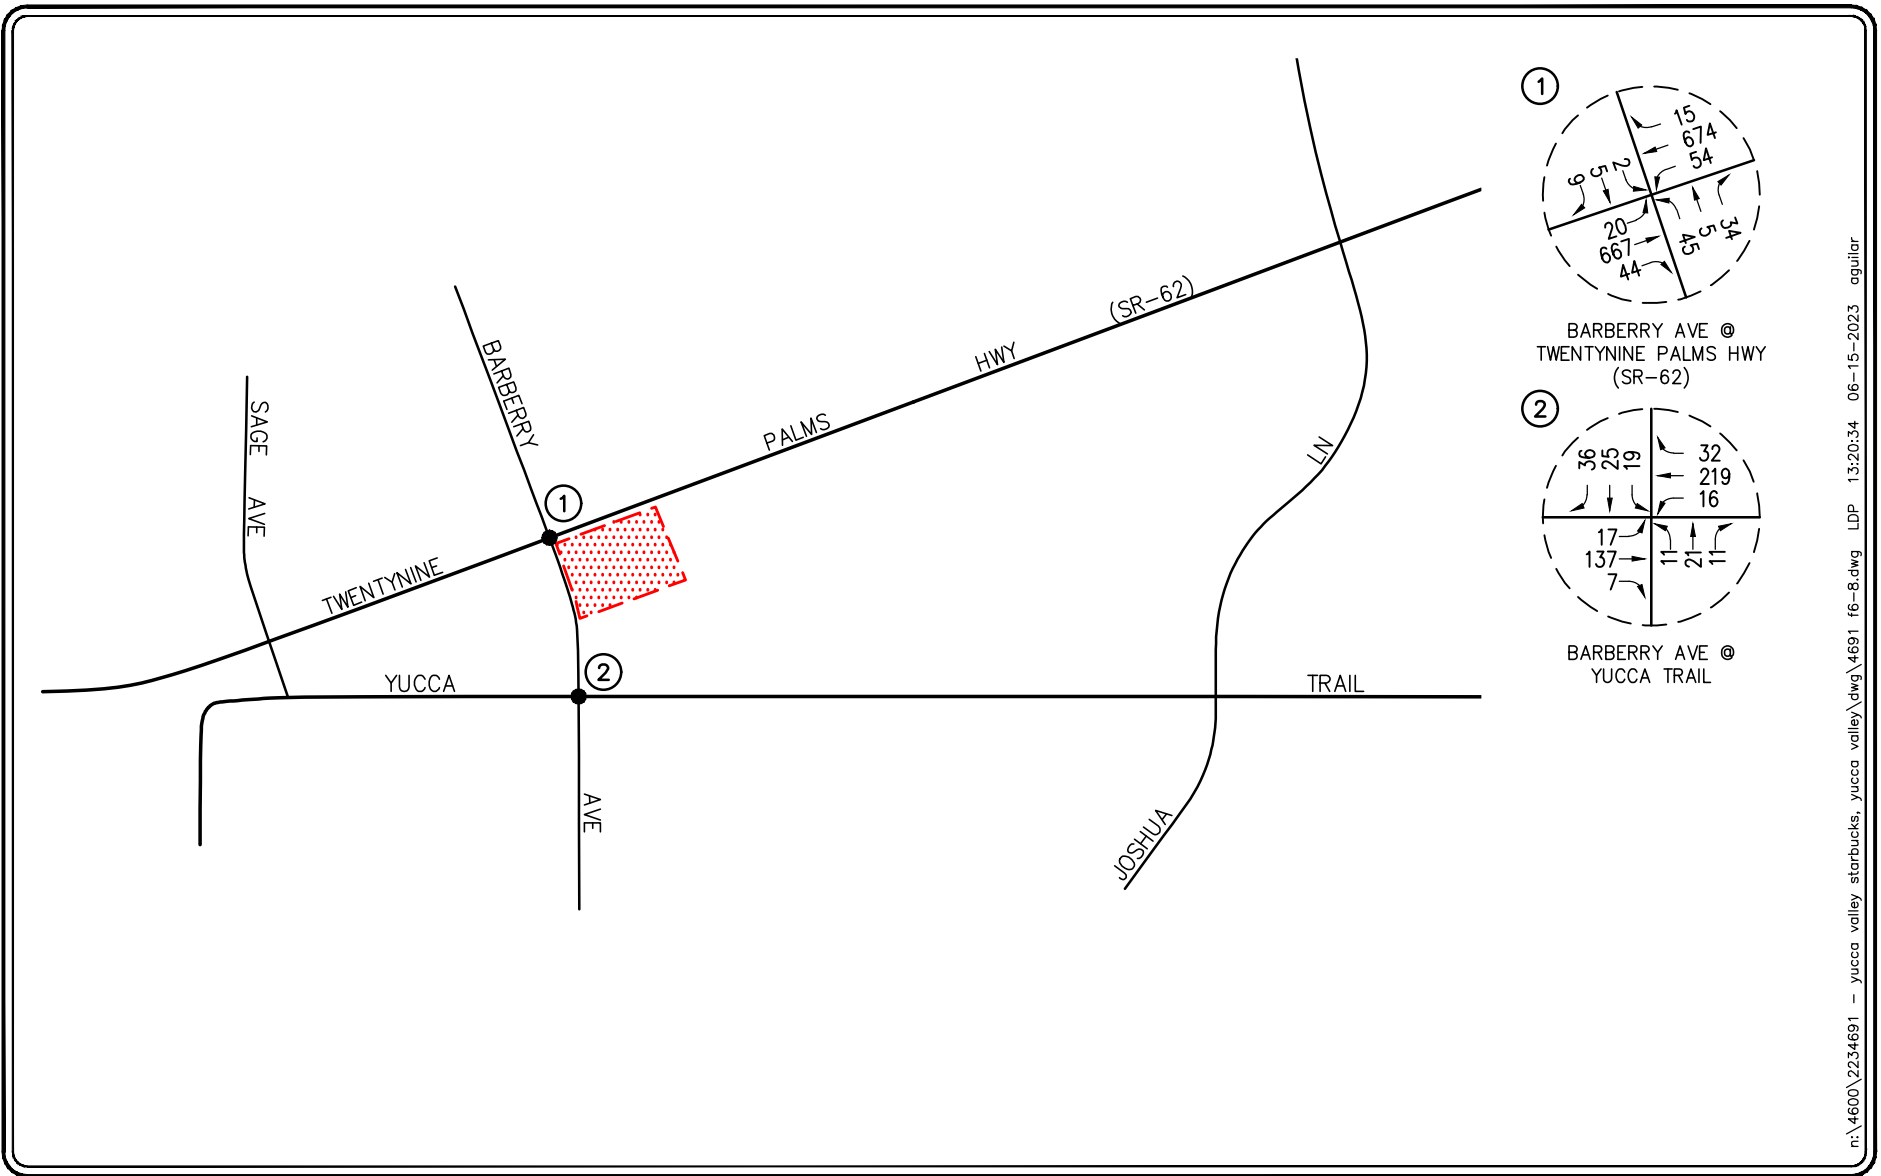 SAGE AVE
BARBERRY
AVE
TWENTYNINE PALMS HWY (SR-62)
YUCCA TRAIL
JOSHUA LN
1
2
1
15
674
54
2
5
9
20
667
44
45
5
34
BARBERRY AVE @
TWENTYNINE PALMS HWY
(SR-62)
2
36
25
19
32
219
16
17
137
7
11
21
11
BARBERRY AVE @
YUCCA TRAIL
n:\4600\2234691 - yucca valley starbucks, yucca valley\dwg\4691 f6-8.dwg LDP 13:20:34 06-15-2023 aguilar